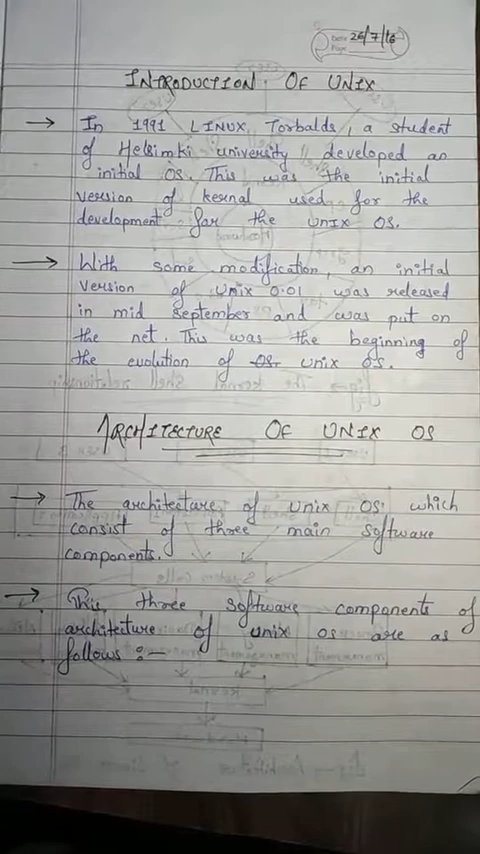 Date 26/7/16
Page
INTRODUCTION OF UNIX
→ In 1991 LINUX Torbalds, a student
of Helsimki university developed an
initial OS. This was the initial
version of kernal used for the
development for the UNIX OS.
→ With some modification, an initial
version of Unix 0.01 was released
in mid september and was put on
the net. This was the beginning of
the evolution of OS. Unix OS.
ARCHITECTURE OF UNIX OS
→ The architecture of Unix OS which
consist of three main software
components.
→ This three software components of
architecture of unix os are as
follows :-